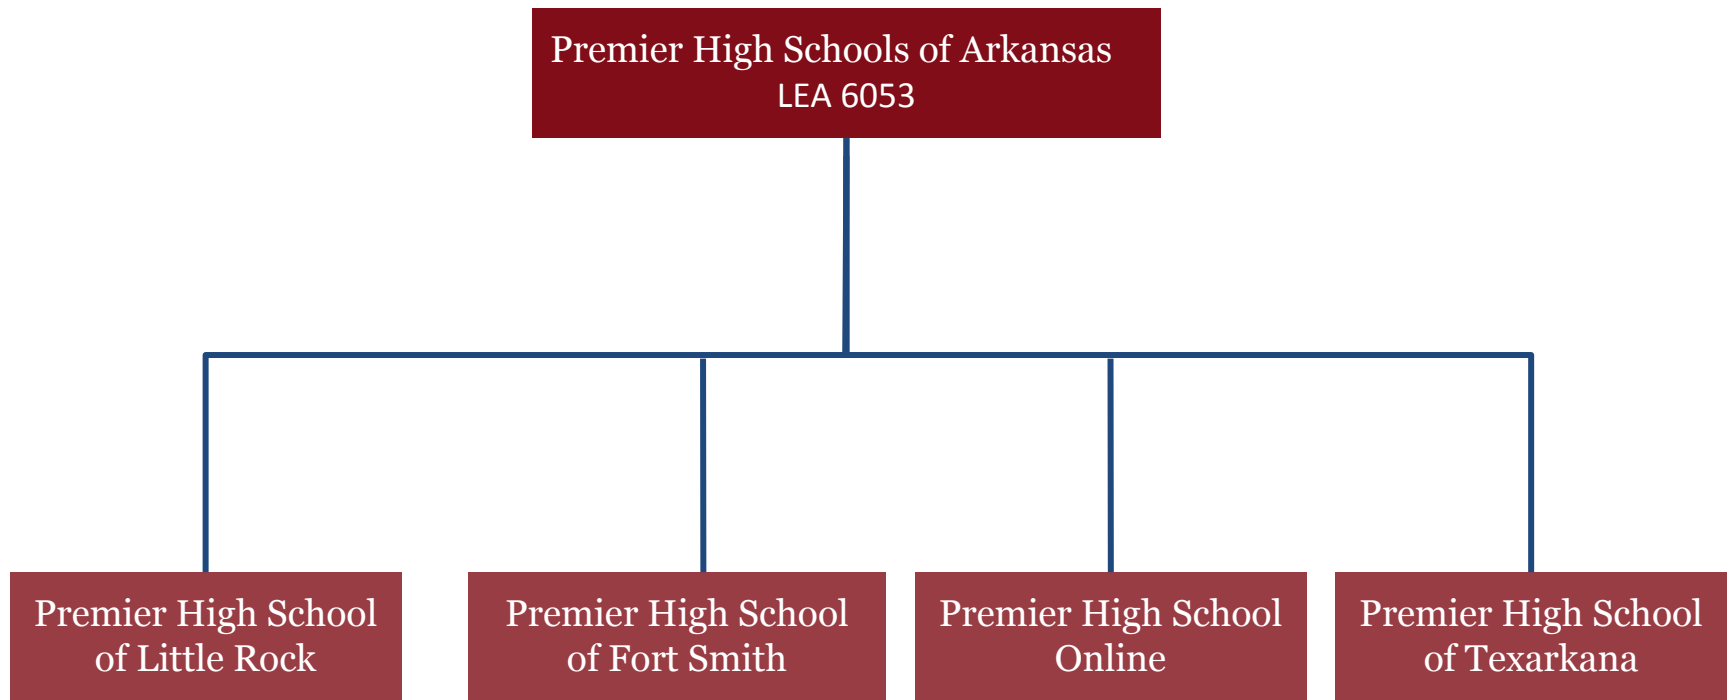 Premier High Schools of Arkansas
LEA 6053
Premier High School
of Little Rock
Premier High School
of Fort Smith
Premier High School
Online
Premier High School
of Texarkana